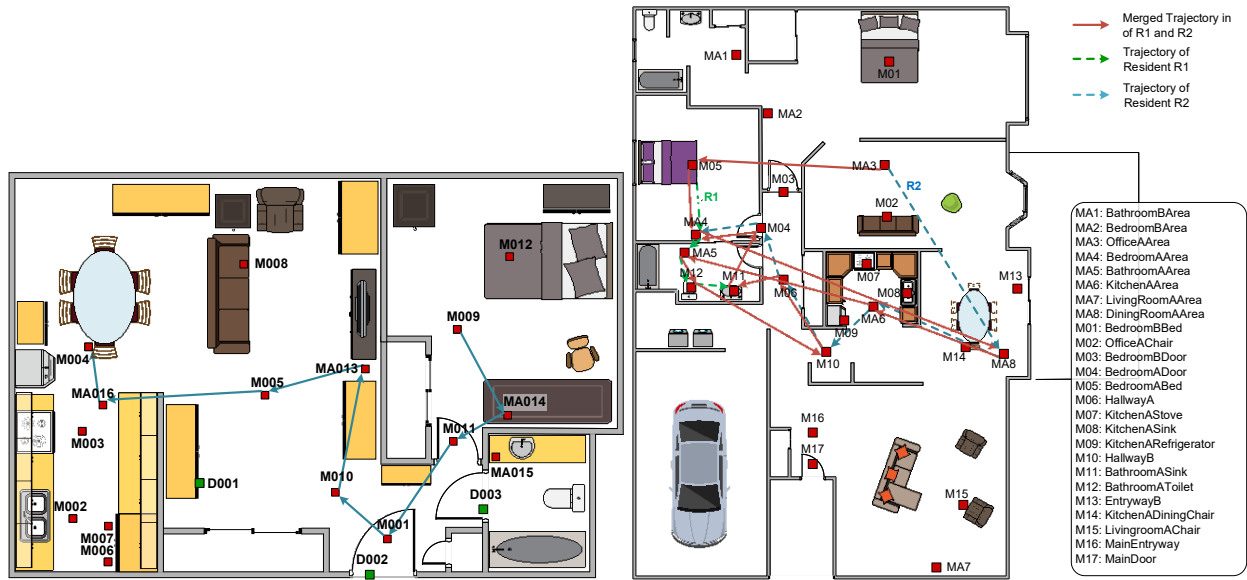 M012
M008
M009
M004
MA013
M005
MA016
MA014
M003
M011
MA015
M010
D001
D003
M002
M001
M007
M006
D002
Merged Trajectory in
of R1 and R2
Trajectory of
Resident R1
Trajectory of
Resident R2
MA1
M01
MA2
M05
MA3
R1
M03
R2
M02
MA4
M04
MA5
M12
M11
M06
M07
M08
M13
MA6
M09
M10
M14
MA8
M16
M17
M15
MA7
MA1: BathroomBArea
MA2: BedroomBArea
MA3: OfficeAArea
MA4: BedroomAArea
MA5: BathroomAArea
MA6: KitchenAArea
MA7: LivingRoomAArea
MA8: DiningRoomAArea
M01: BedroomBBed
M02: OfficeAChair
M03: BedroomBDoor
M04: BedroomADoor
M05: BedroomABed
M06: HallwayA
M07: KitchenAStove
M08: KitchenASink
M09: KitchenARefrigerator
M10: HallwayB
M11: BathroomASink
M12: BathroomAToilet
M13: EntrywayB
M14: KitchenADiningChair
M15: LivingroomAChair
M16: MainEntryway
M17: MainDoor